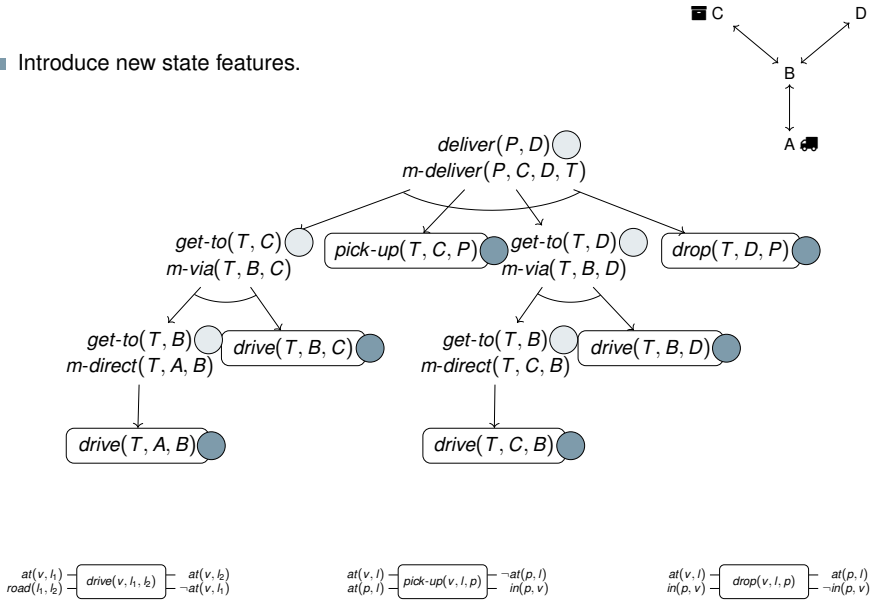 C D
Introduce new state features.
B
A
deliver(P, D)
m-deliver(P, C, D, T)
get-to(T, C) pick-up(T, C, P) get-to(T, D) drop(T, D, P)
m-via(T, B, C) m-via(T, B, D)
get-to(T, B) drive(T, B, C) get-to(T, B) drive(T, B, D)
m-direct(T, A, B) m-direct(T, C, B)
drive(T, A, B) drive(T, C, B)
at(v, l₁) drive(v, l₁, l₂) at(v, l₂) at(v, l) pick-up(v, l, p) ¬at(p, l) at(v, l) drop(v, l, p) at(p, l)
road(l₁, l₂) ¬at(v, l₁) at(p, l) in(p, v) in(p, v) ¬in(p, v)